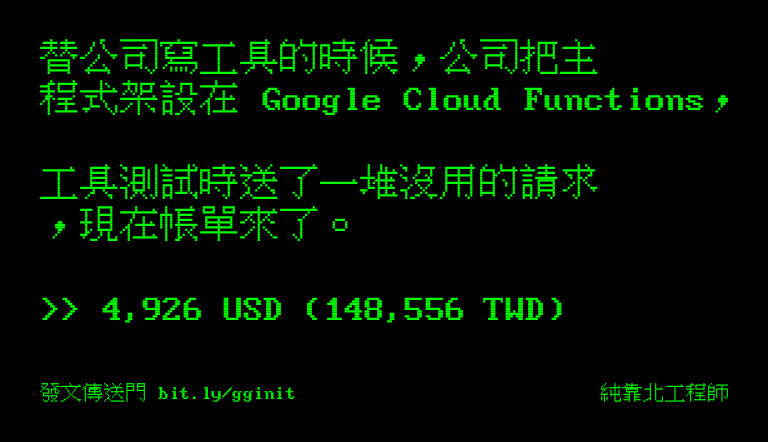 替公司寫工具的時候，公司把主
程式架設在 Google Cloud Functions，
工具測試時送了一堆沒用的請求
，現在帳單來了。
>> 4,926 USD (148,556 TWD)
發文傳送門 bit.ly/gginit
純靠北工程師